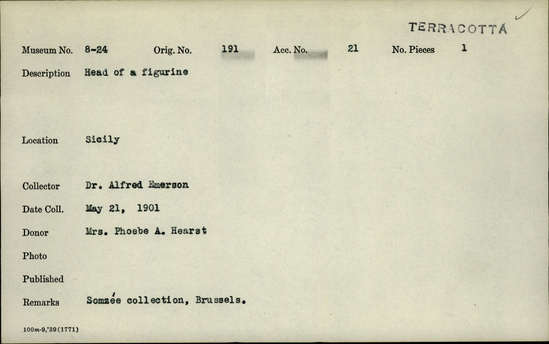 TERRACOTTA ✓
Museum No. 8-24 Orig. No. 191 Acc. No. 21 No. Pieces 1
Description Head of a figurine
Location Sicily
Collector Dr. Alfred Emerson
Date Coll. May 21, 1901
Donor Mrs. Phoebe A. Hearst
Photo
Published
Remarks Somzée collection, Brussels.
100m-9,'39(1771)